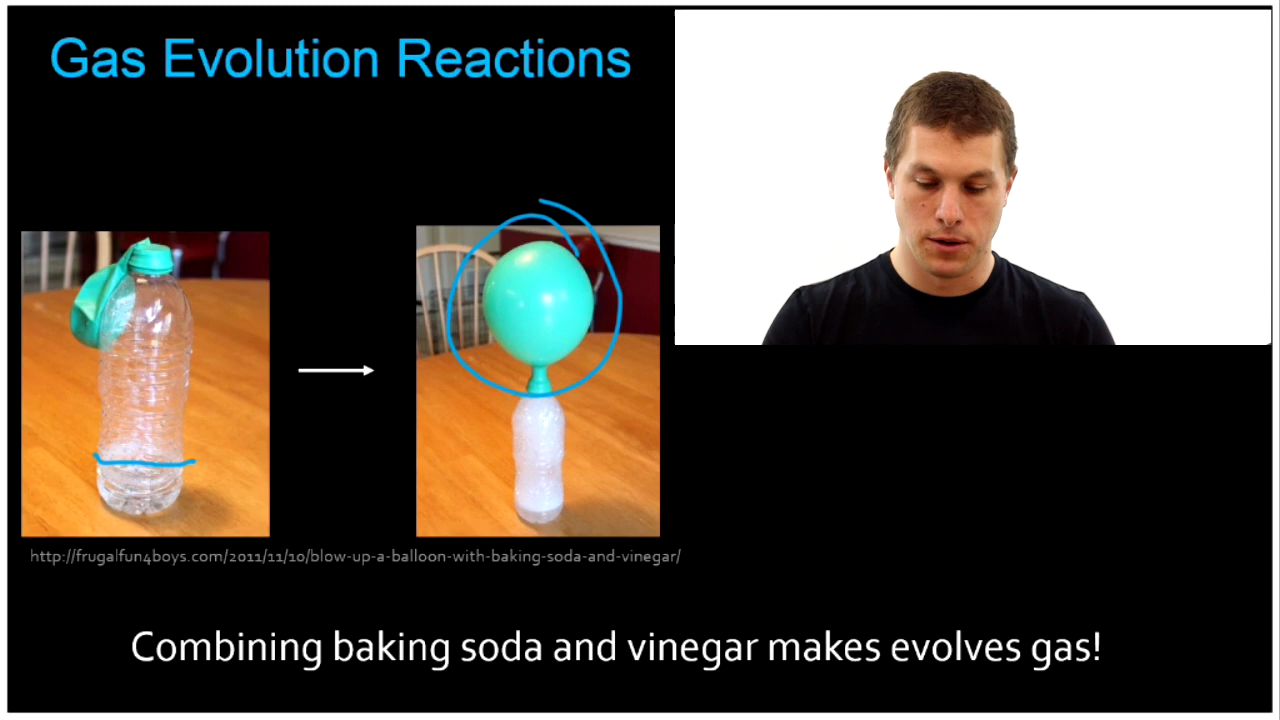 Gas Evolution Reactions
http://frugalfun4boys.com/2011/11/10/blow-up-a-balloon-with-baking-soda-and-vinegar/
Combining baking soda and vinegar makes evolves gas!